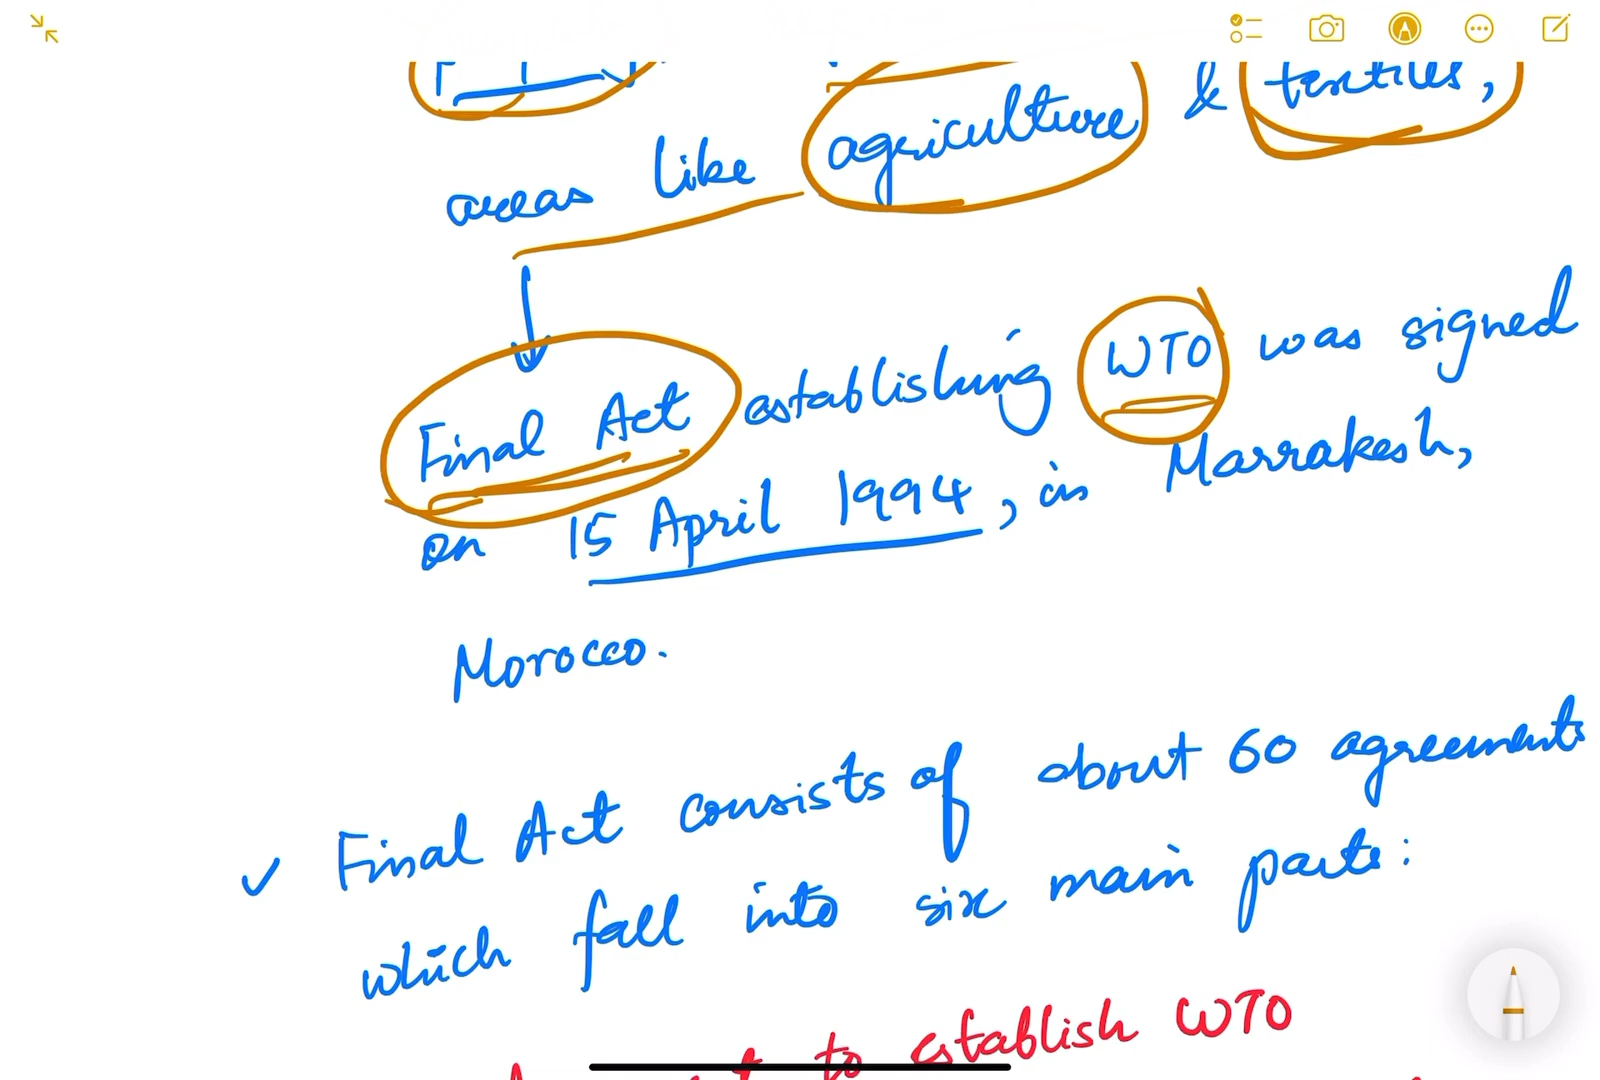 agriculture & textiles,
areas like
Final Act establishing WTO was signed
on 15 April 1994, in Marrakesh,
Morocco.
✓ Final Act consists of about 60 agreements
which fall into six main parts:
to establish WTO